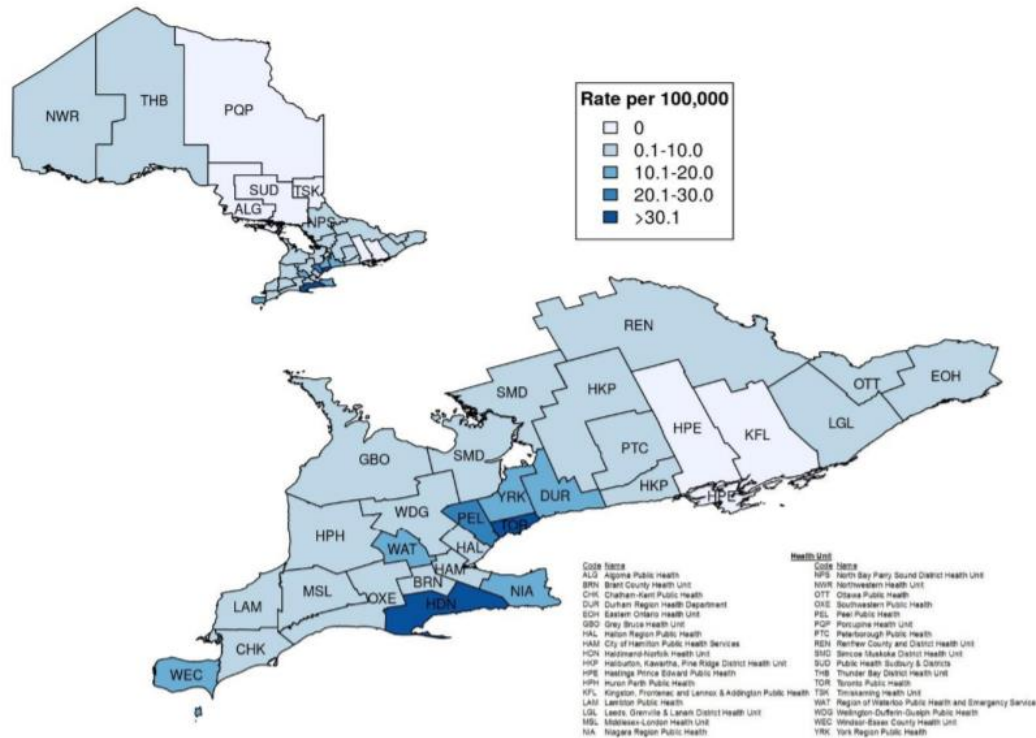 NWR
THB
PQP
SUD
TSK
ALG
NPS
Rate per 100,000
0
0.1-10.0
10.1-20.0
20.1-30.0
>30.1
REN
SMD
HKP
OTT
EOH
HPE
KFL
LGL
PTC
GBO
SMD
HKP
HPE
YRK
DUR
WDG
PEL
TOR
HPH
WAT
HAL
HAM
BRN
MSL
OXE
HDN
NIA
LAM
CHK
WEC
Health Unit
Code Name
ALG Algoma Public Health
BRN Brant County Health Unit
CHK Chatham-Kent Public Health
DUR Durham Region Health Department
EOH Eastern Ontario Health Unit
GBO Grey Bruce Health Unit
HAL Halton Region Public Health
HAM City of Hamilton Public Health Services
HDN Haldimand-Norfolk Health Unit
HKP Haliburton, Kawartha, Pine Ridge District Health Unit
HPE Hastings Prince Edward Public Health
HPH Huron Perth Public Health
KFL Kingston, Frontenac and Lennox & Addington Public Health
LAM Lambton Public Health
LGL Leeds, Grenville & Lanark District Health Unit
MSL Middlesex-London Health Unit
NIA Niagara Region Public Health
Code Name
NPS North Bay Parry Sound District Health Unit
NWR Northwestern Health Unit
OTT Ottawa Public Health
OXE Southwestern Public Health
PEL Peel Public Health
PQP Porcupine Health Unit
PTC Peterborough Public Health
REN Renfrew County and District Health Unit
SMD Simcoe Muskoka District Health Unit
SUD Public Health Sudbury & Districts
THB Thunder Bay District Health Unit
TOR Toronto Public Health
TSK Timiskaming Health Unit
WAT Region of Waterloo Public Health and Emergency Service
WDG Wellington-Dufferin-Guelph Public Health
WEC Windsor-Essex County Health Unit
YRK York Region Public Health